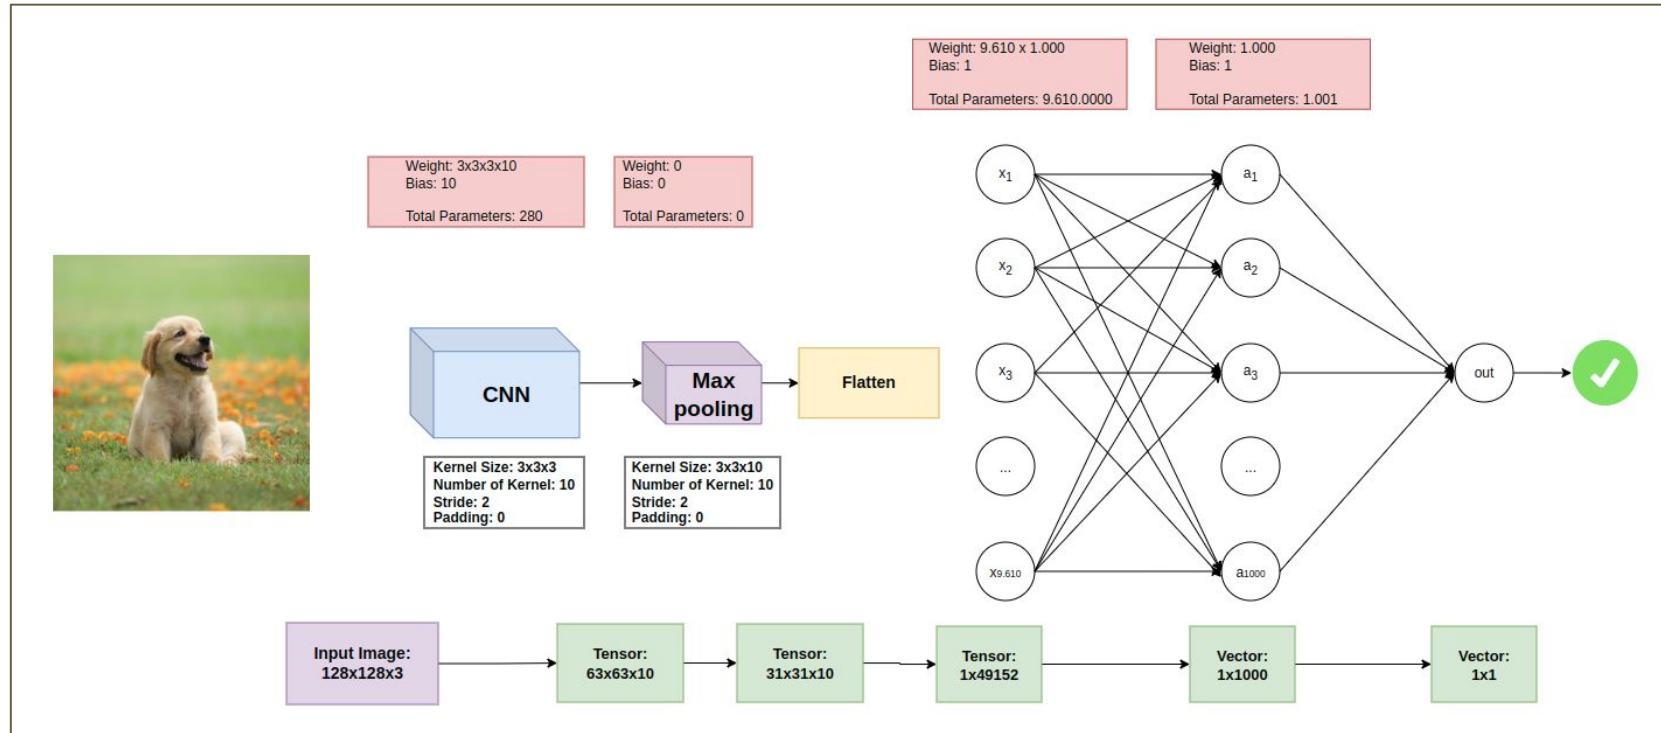 Weight: 9.610 x 1.000
Bias: 1
Total Parameters: 9.610.0000
Weight: 1.000
Bias: 1
Total Parameters: 1.001
Weight: 3x3x3x10
Bias: 10
Total Parameters: 280
Weight: 0
Bias: 0
Total Parameters: 0
x1
x2
x3
...
x9.610
a1
a2
a3
...
a1000
out
CNN
Max
pooling
Flatten
Kernel Size: 3x3x3
Number of Kernel: 10
Stride: 2
Padding: 0
Kernel Size: 3x3x10
Number of Kernel: 10
Stride: 2
Padding: 0
Input Image:
128x128x3
Tensor:
63x63x10
Tensor:
31x31x10
Tensor:
1x49152
Vector:
1x1000
Vector:
1x1